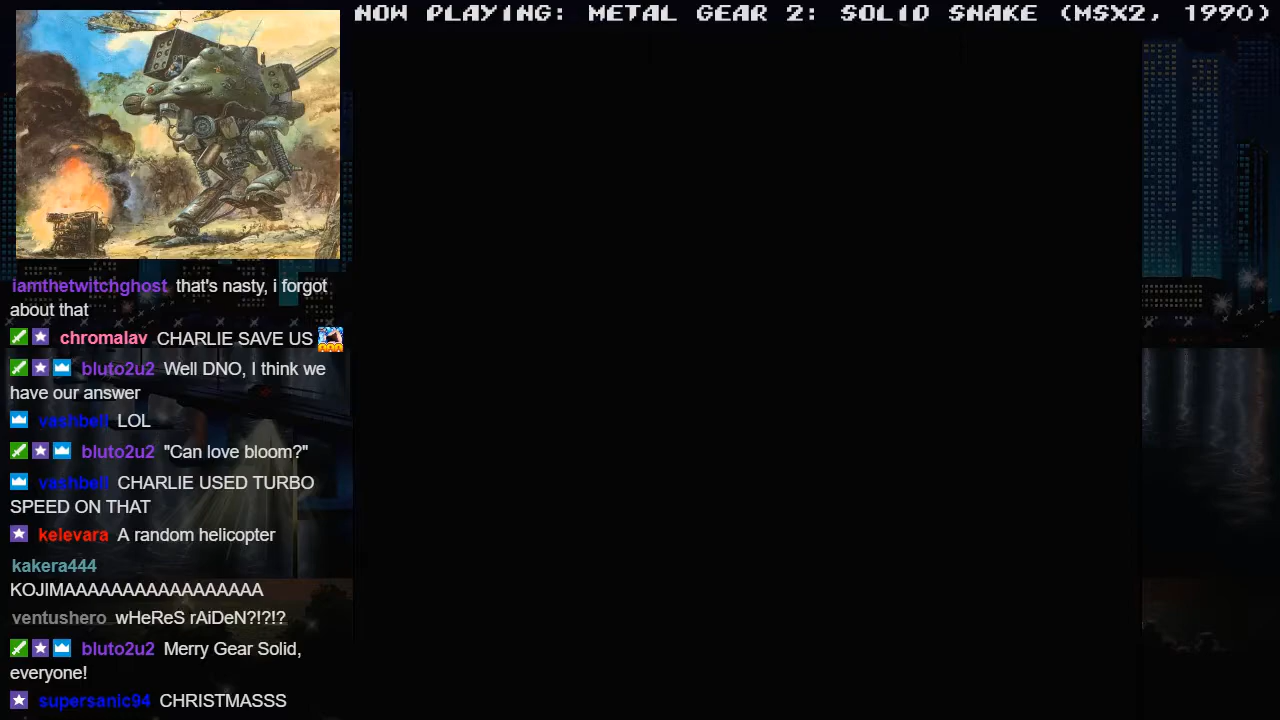 NOW PLAYING: METAL GEAR 2: SOLID SNAKE (MSX2, 1990)
iamthetwitchghost that's nasty, i forgot
about that
chromalav CHARLIE SAVE US
bluto2u2 Well DNO, I think we
have our answer
vashbell LOL
bluto2u2 "Can love bloom?"
vashbell CHARLIE USED TURBO
SPEED ON THAT
kelevara A random helicopter
kakera444
KOJIMAAAAAAAAAAAAAAAAA
ventushero wHeReS rAiDeN?!?!?
bluto2u2 Merry Gear Solid,
everyone!
supersanic94 CHRISTMASSS